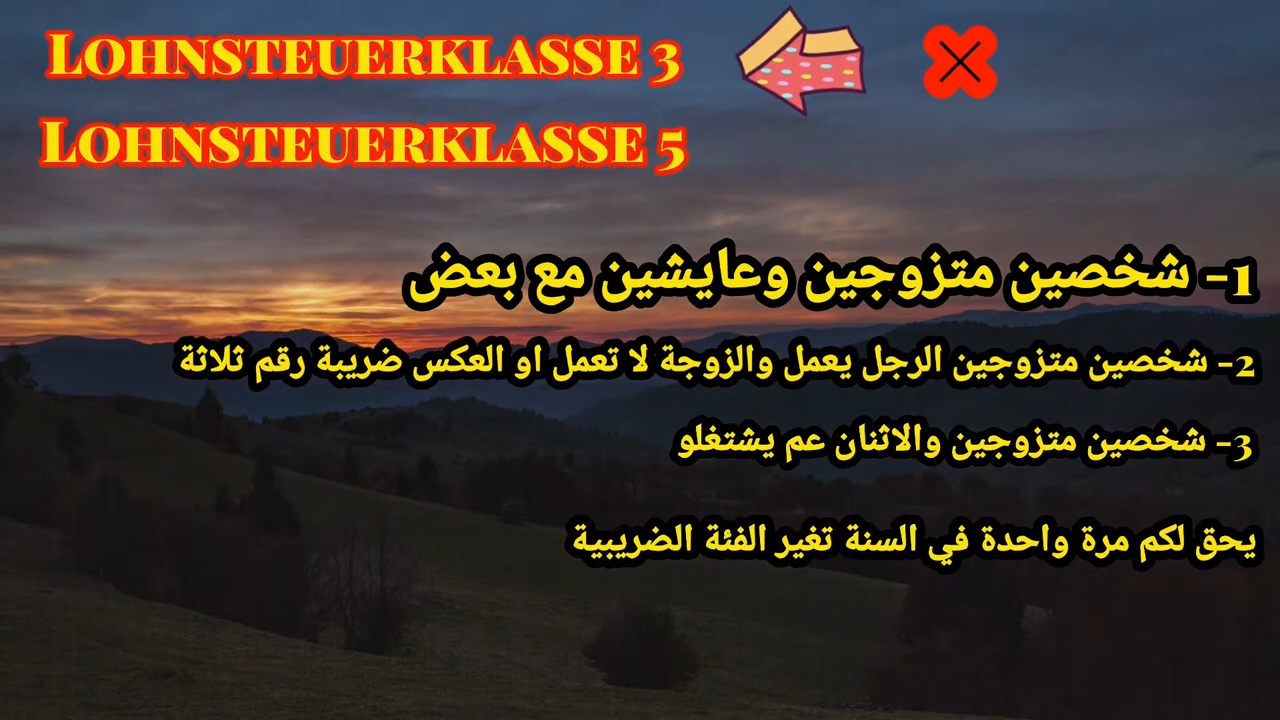 LOHNSTEUERKLASSE 3
LOHNSTEUERKLASSE 5
1- شخصين متزوجين وعايشين مع بعض
2- شخصين متزوجين الرجل يعمل والزوجة لا تعمل او العكس ضريبة رقم ثلاثة
3- شخصين متزوجين والاثنان عم يشتغلو
يحق لكم مرة واحدة في السنة تغير الفئة الضريبية